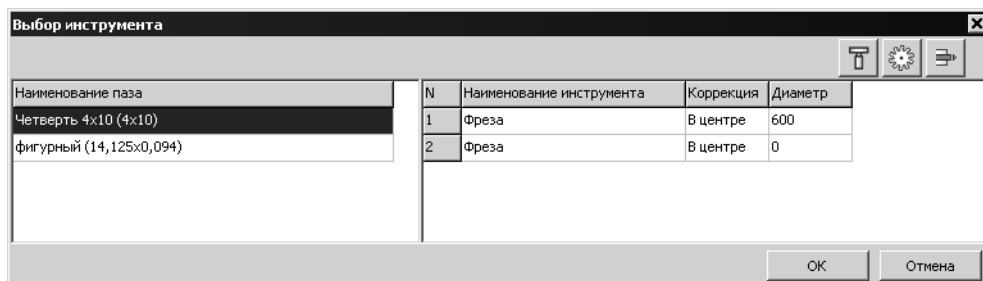 Выбор инструмента
Наименование паза
Четверть 4x10 (4x10)
фигурный (14,125x0,094)
N Наименование инструмента Коррекция Диаметр
1 Фреза В центре 600
2 Фреза В центре 0
ОК Отмена